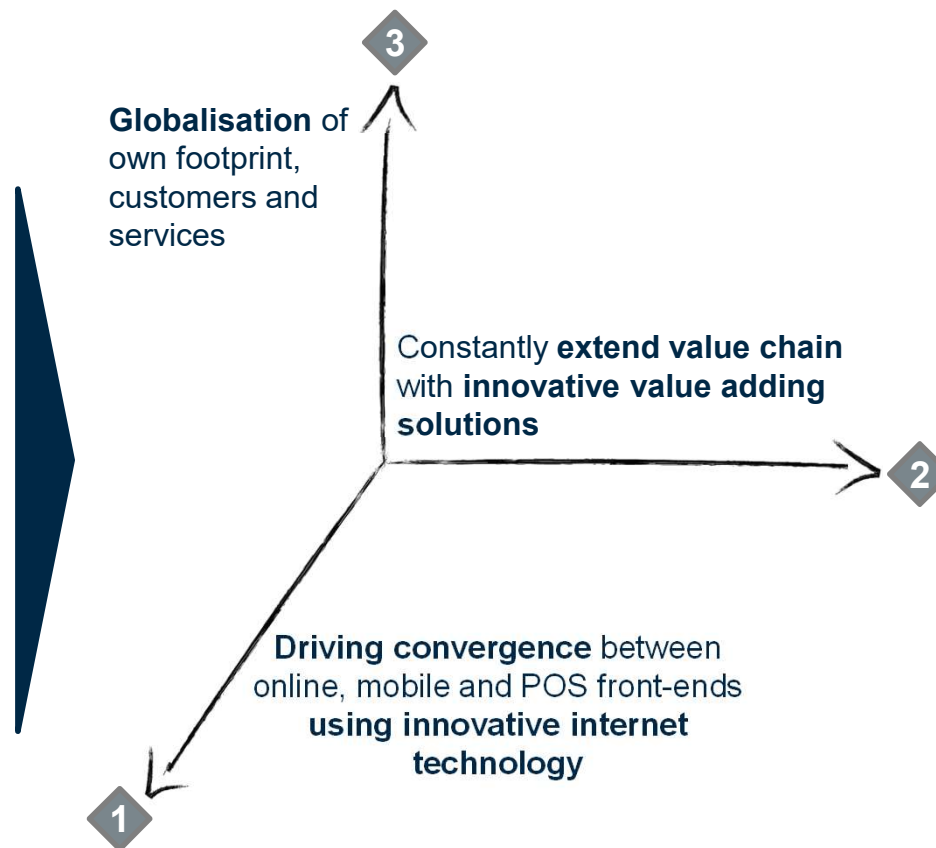 3
Globalisation of
own footprint,
customers and
services
Constantly extend value chain
with innovative value adding
solutions
2
Driving convergence between
online, mobile and POS front-ends
using innovative internet
technology
1